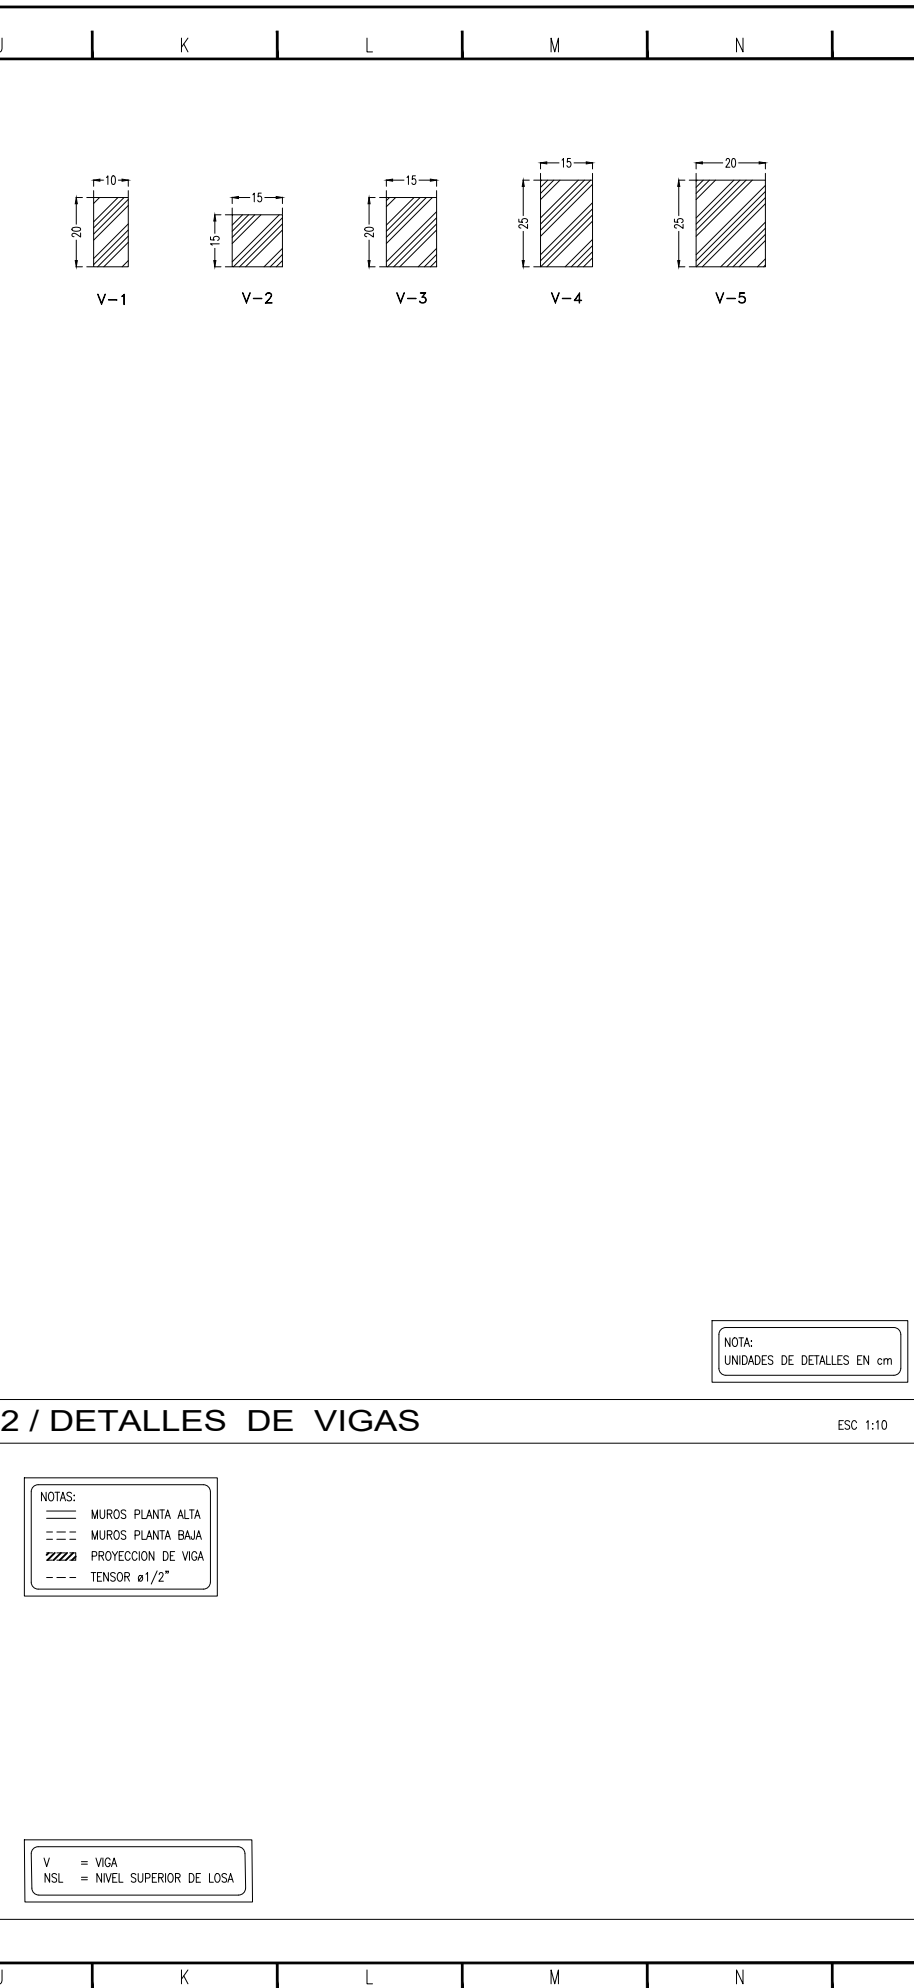 J K L M N
10 15 15 15 20
20 15 20 25 25
V-1 V-2 V-3 V-4 V-5
NOTA:
UNIDADES DE DETALLES EN cm
2 / DETALLES DE VIGAS
ESC 1:10
NOTAS:
MUROS PLANTA ALTA
MUROS PLANTA BAJA
PROYECCION DE VIGA
TENSOR ø1/2"
V = VIGA
NSL = NIVEL SUPERIOR DE LOSA
J K L M N